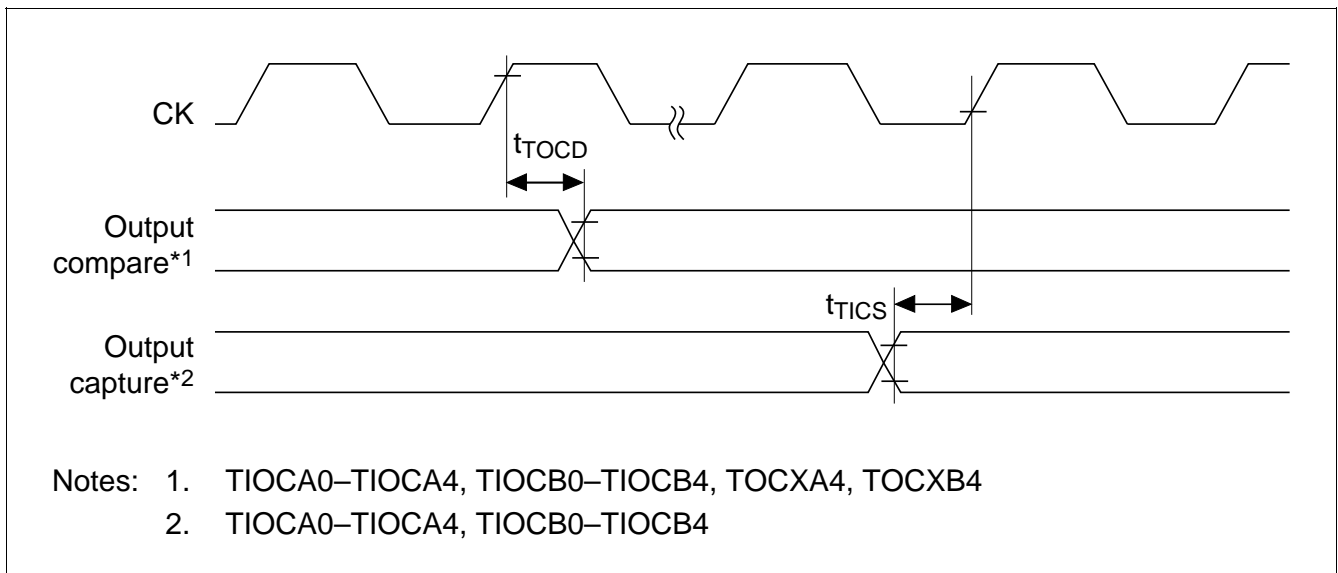 CK
tTOCD
Output
compare*1
tTICS
Output
capture*2
Notes: 1. TIOCA0–TIOCA4, TIOCB0–TIOCB4, TOCXA4, TOCXB4
2. TIOCA0–TIOCA4, TIOCB0–TIOCB4